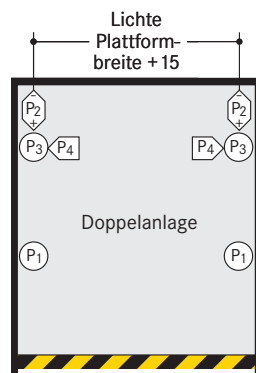 Lichte
Plattform-
breite +15
- -
P2 P2
+ +
P3 P4 P4 P3
Doppelanlage
P1 P1